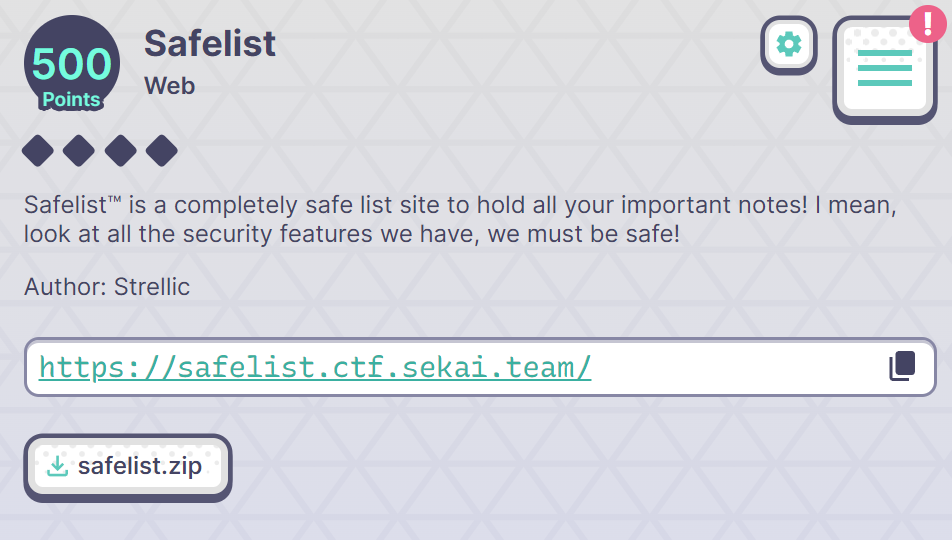 500
Points
Safelist
Web
!
Safelist™ is a completely safe list site to hold all your important notes! I mean,
look at all the security features we have, we must be safe!
Author: Strellic
https://safelist.ctf.sekai.team/
safelist.zip